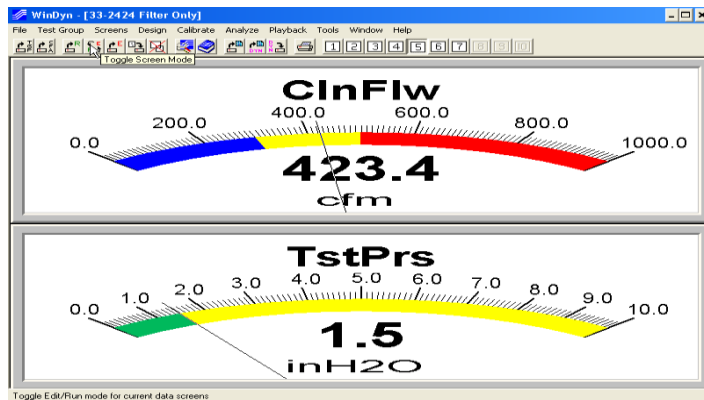 WinDyn - [33-2424 Filter Only]
File Test Group Screens Design Calibrate Analyze Playback Tools Window Help
1 2 3 4 5 6 7 8 9 10
Toggle Screen Mode
ClnFlw
0.0 200.0 400.0 600.0 800.0 1000.0
423.4
cfm
TstPrs
0.0 1.0 2.0 3.0 4.0 5.0 6.0 7.0 8.0 9.0 10.0
1.5
inH2O
Toggle Edit/Run mode for current data screens